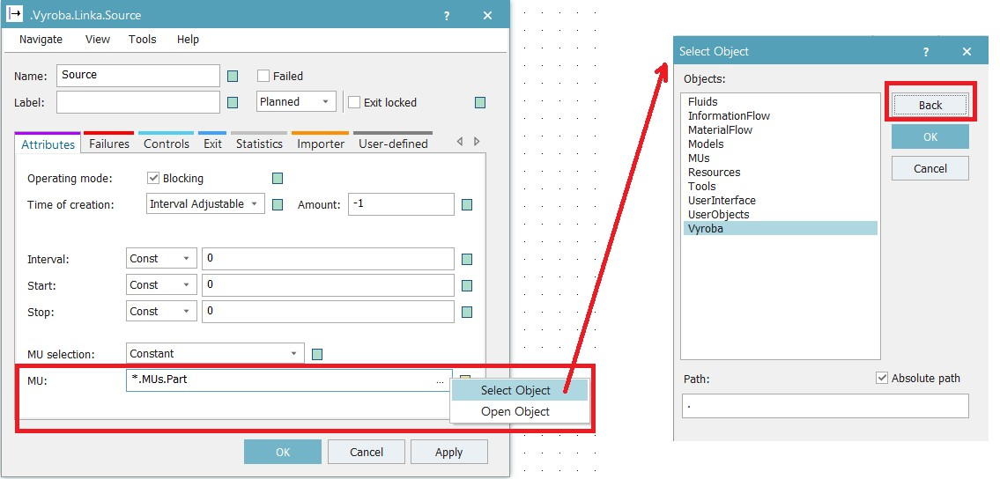 .Vyroba.Linka.Source ?
Navigate View Tools Help
Name: Source Failed
Label: Planned Exit locked
Attributes Failures Controls Exit Statistics Importer User-defined
Operating mode: Blocking
Time of creation: Interval Adjustable Amount: -1
Interval: Const 0
Start: Const 0
Stop: Const 0
MU selection: Constant
MU: *.MUs.Part ...
Select Object
Open Object
OK Cancel Apply
Select Object ?
Objects:
Fluids
InformationFlow
MaterialFlow
Models
MUs
Resources
Tools
UserInterface
UserObjects
Vyroba
Back
OK
Cancel
Path: Absolute path
.